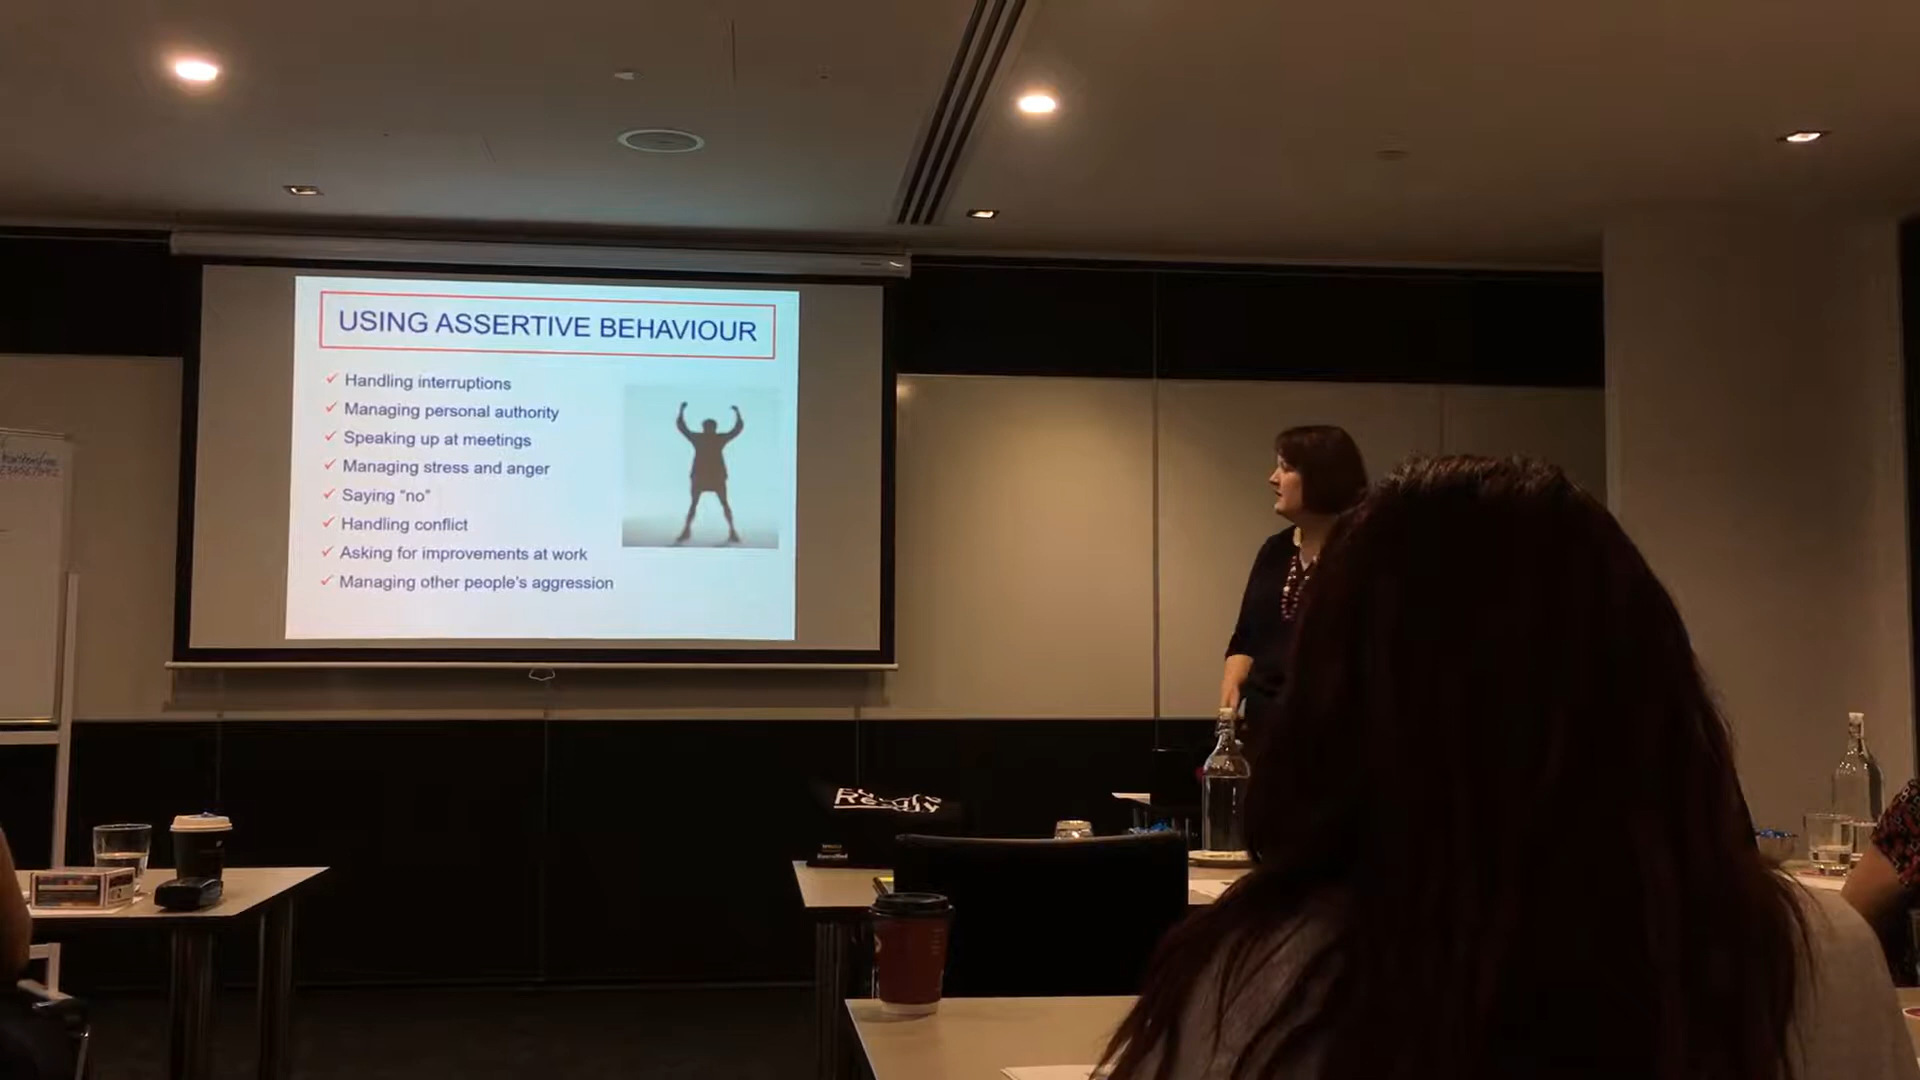 USING ASSERTIVE BEHAVIOUR
Handling interruptions
Managing personal authority
Speaking up at meetings
Managing stress and anger
Saying “no”
Handling conflict
Asking for improvements at work
Managing other people's aggression